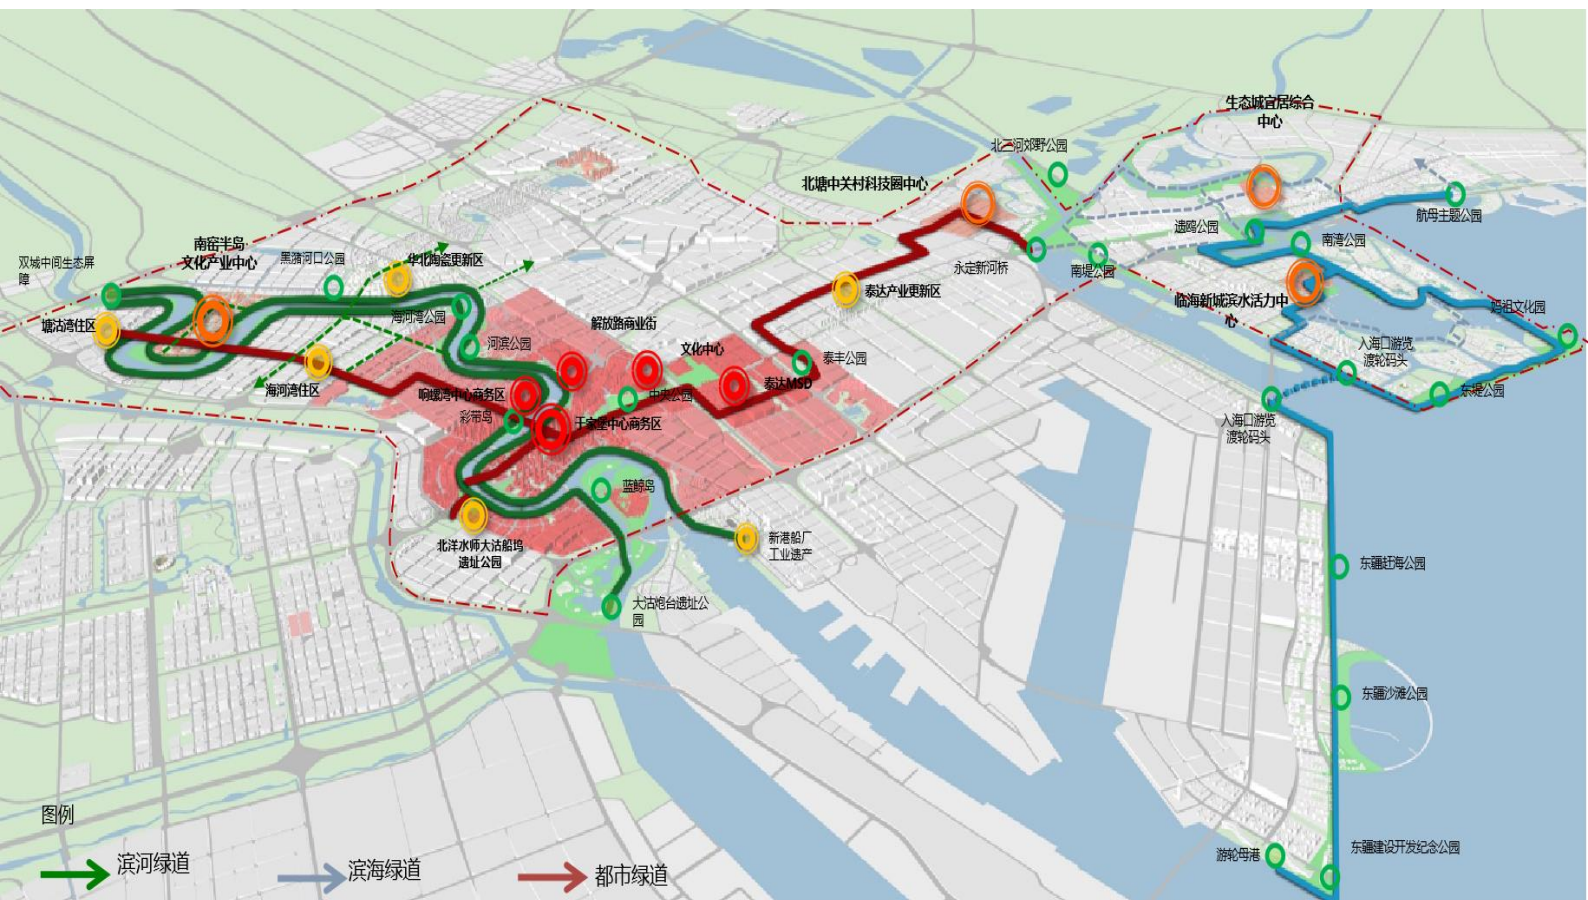 生态城宜居综合
中心
北三河郊野公园
北塘中关村科技园中心
航母主题公园
遗鸥公园
南湾公园
南窑半岛
文化产业中心
双城中间生态屏
障
黑潴河口公园
华北陶瓷更新区
永定新河桥
南堤公园
泰达产业更新区
临海新城滨水活力中
心
妈祖文化园
塘沽湾住区
海河湾公园
解放路商业街
河滨公园
文化中心
泰丰公园
入海口游览
渡轮码头
海河湾住区
响螺湾中心商务区
中央公园
泰达MSD
东堤公园
彩带岛
于家堡中心商务区
入海口游览
渡轮码头
蓝鲸岛
北洋水师大沽船坞
遗址公园
新港船厂
工业遗产
东疆赶海公园
大沽炮台遗址公
园
东疆沙滩公园
图例
游轮母港
东疆建设开发纪念公园
滨河绿道
滨海绿道
都市绿道